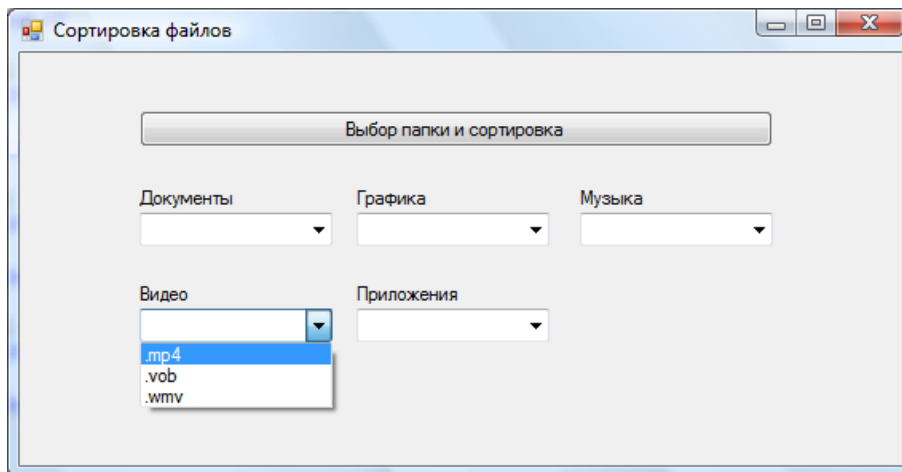 Сортировка файлов
Выбор папки и сортировка
Документы Графика Музыка
Видео Приложения
.mp4
.vob
.wmv